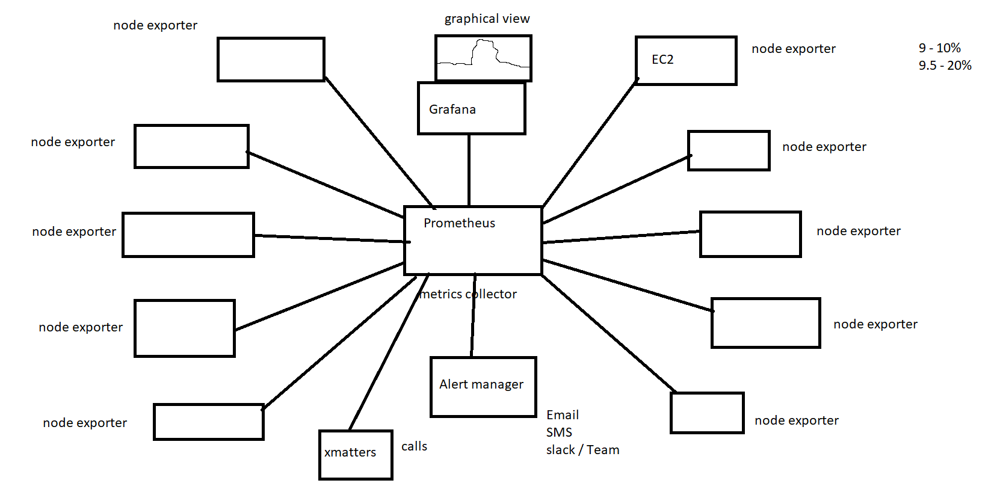 graphical view
node exporter
EC2
node exporter
9 - 10%
9.5 - 20%
Grafana
node exporter
node exporter
Prometheus
node exporter
node exporter
metrics collector
node exporter
node exporter
Alert manager
node exporter
Email
SMS
slack / Team
node exporter
xmatters
calls